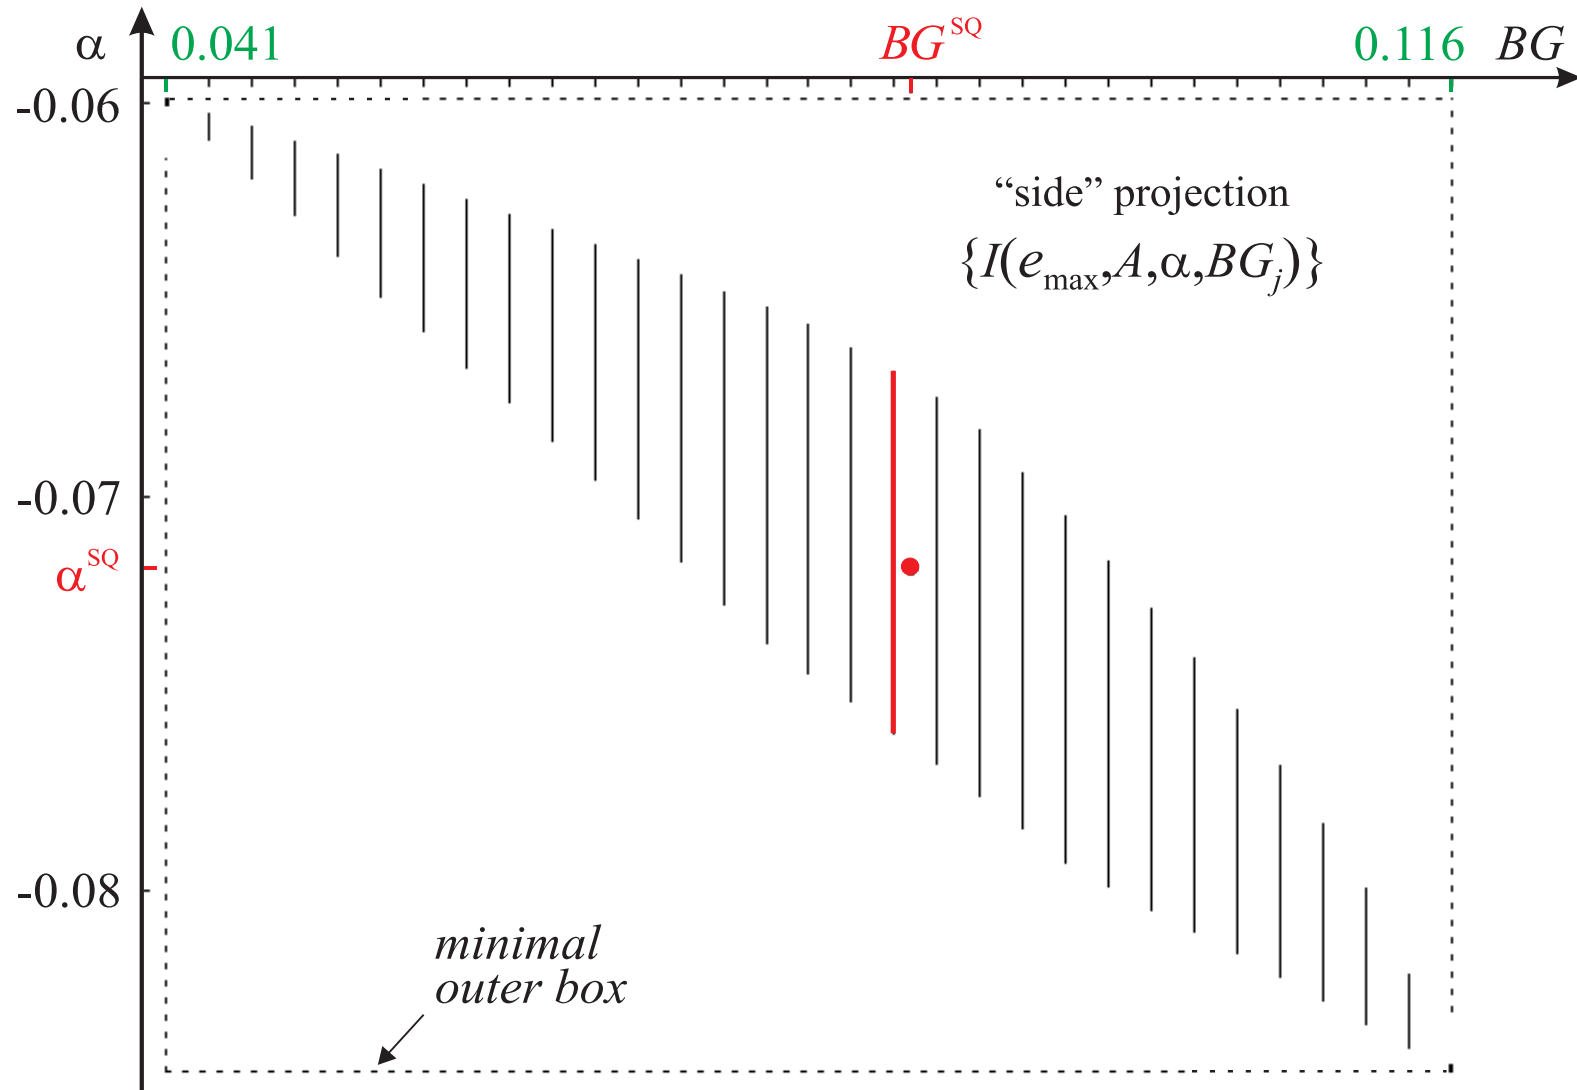 α 0.041 BG^SQ 0.116 BG
-0.06
“side” projection
{I(e_max,A,α,BG_j)}
-0.07
α^SQ
-0.08
minimal
outer box